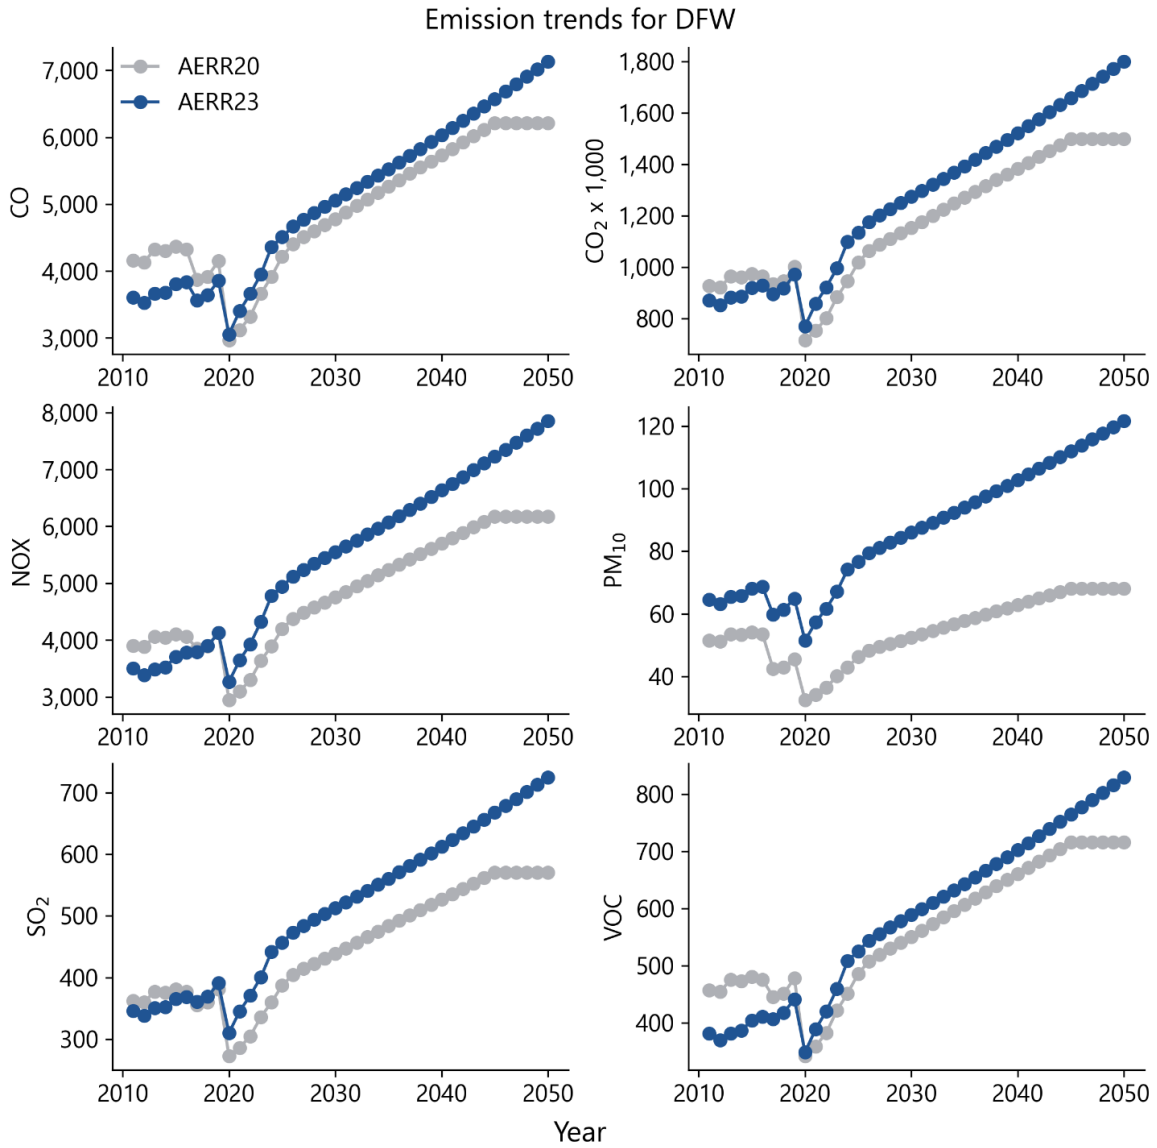 Emission trends for DFW
AERR20
AERR23
CO
7,000
6,000
5,000
4,000
3,000
2010 2020 2030 2040 2050
CO₂ x 1,000
1,800
1,600
1,400
1,200
1,000
800
2010 2020 2030 2040 2050
NOX
8,000
7,000
6,000
5,000
4,000
3,000
2010 2020 2030 2040 2050
PM₁₀
120
100
80
60
40
2010 2020 2030 2040 2050
SO₂
700
600
500
400
300
2010 2020 2030 2040 2050
VOC
800
700
600
500
400
2010 2020 2030 2040 2050
Year